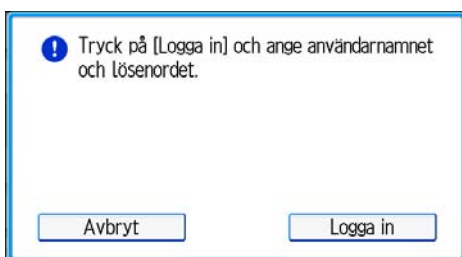 Tryck på [Logga in] och ange användarnamnet
och lösenordet.
Avbryt
Logga in